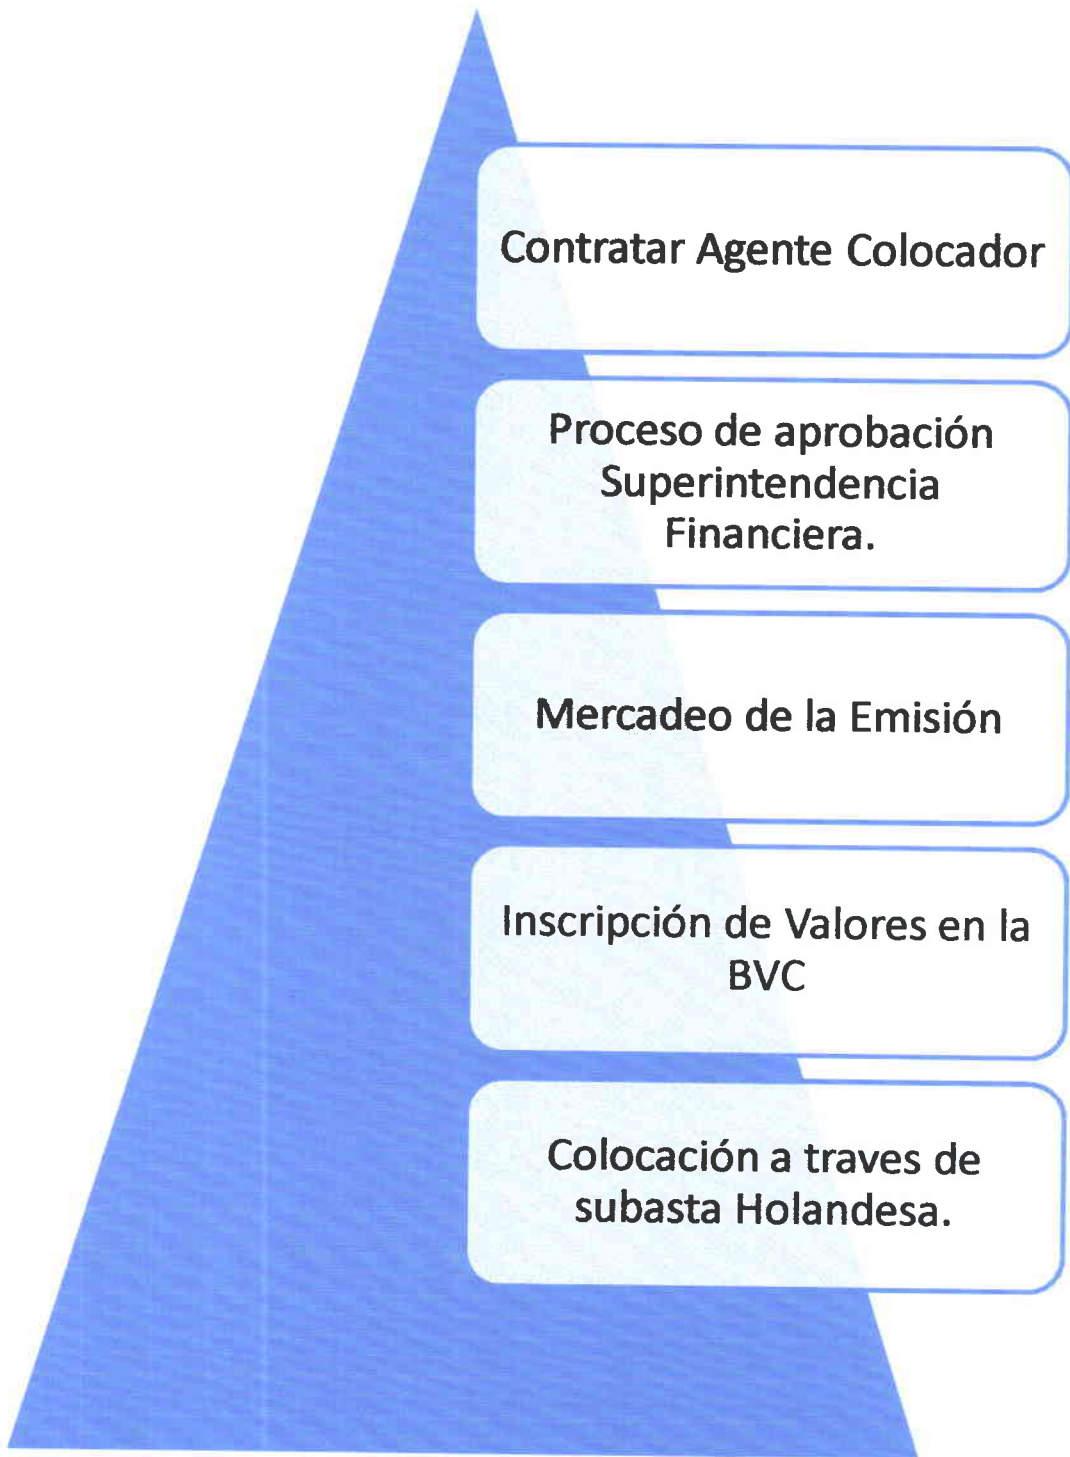 Contratar Agente Colocador
Proceso de aprobación
Superintendencia
Financiera.
Mercadeo de la Emisión
Inscripción de Valores en la
BVC
Colocación a traves de
subasta Holandesa.